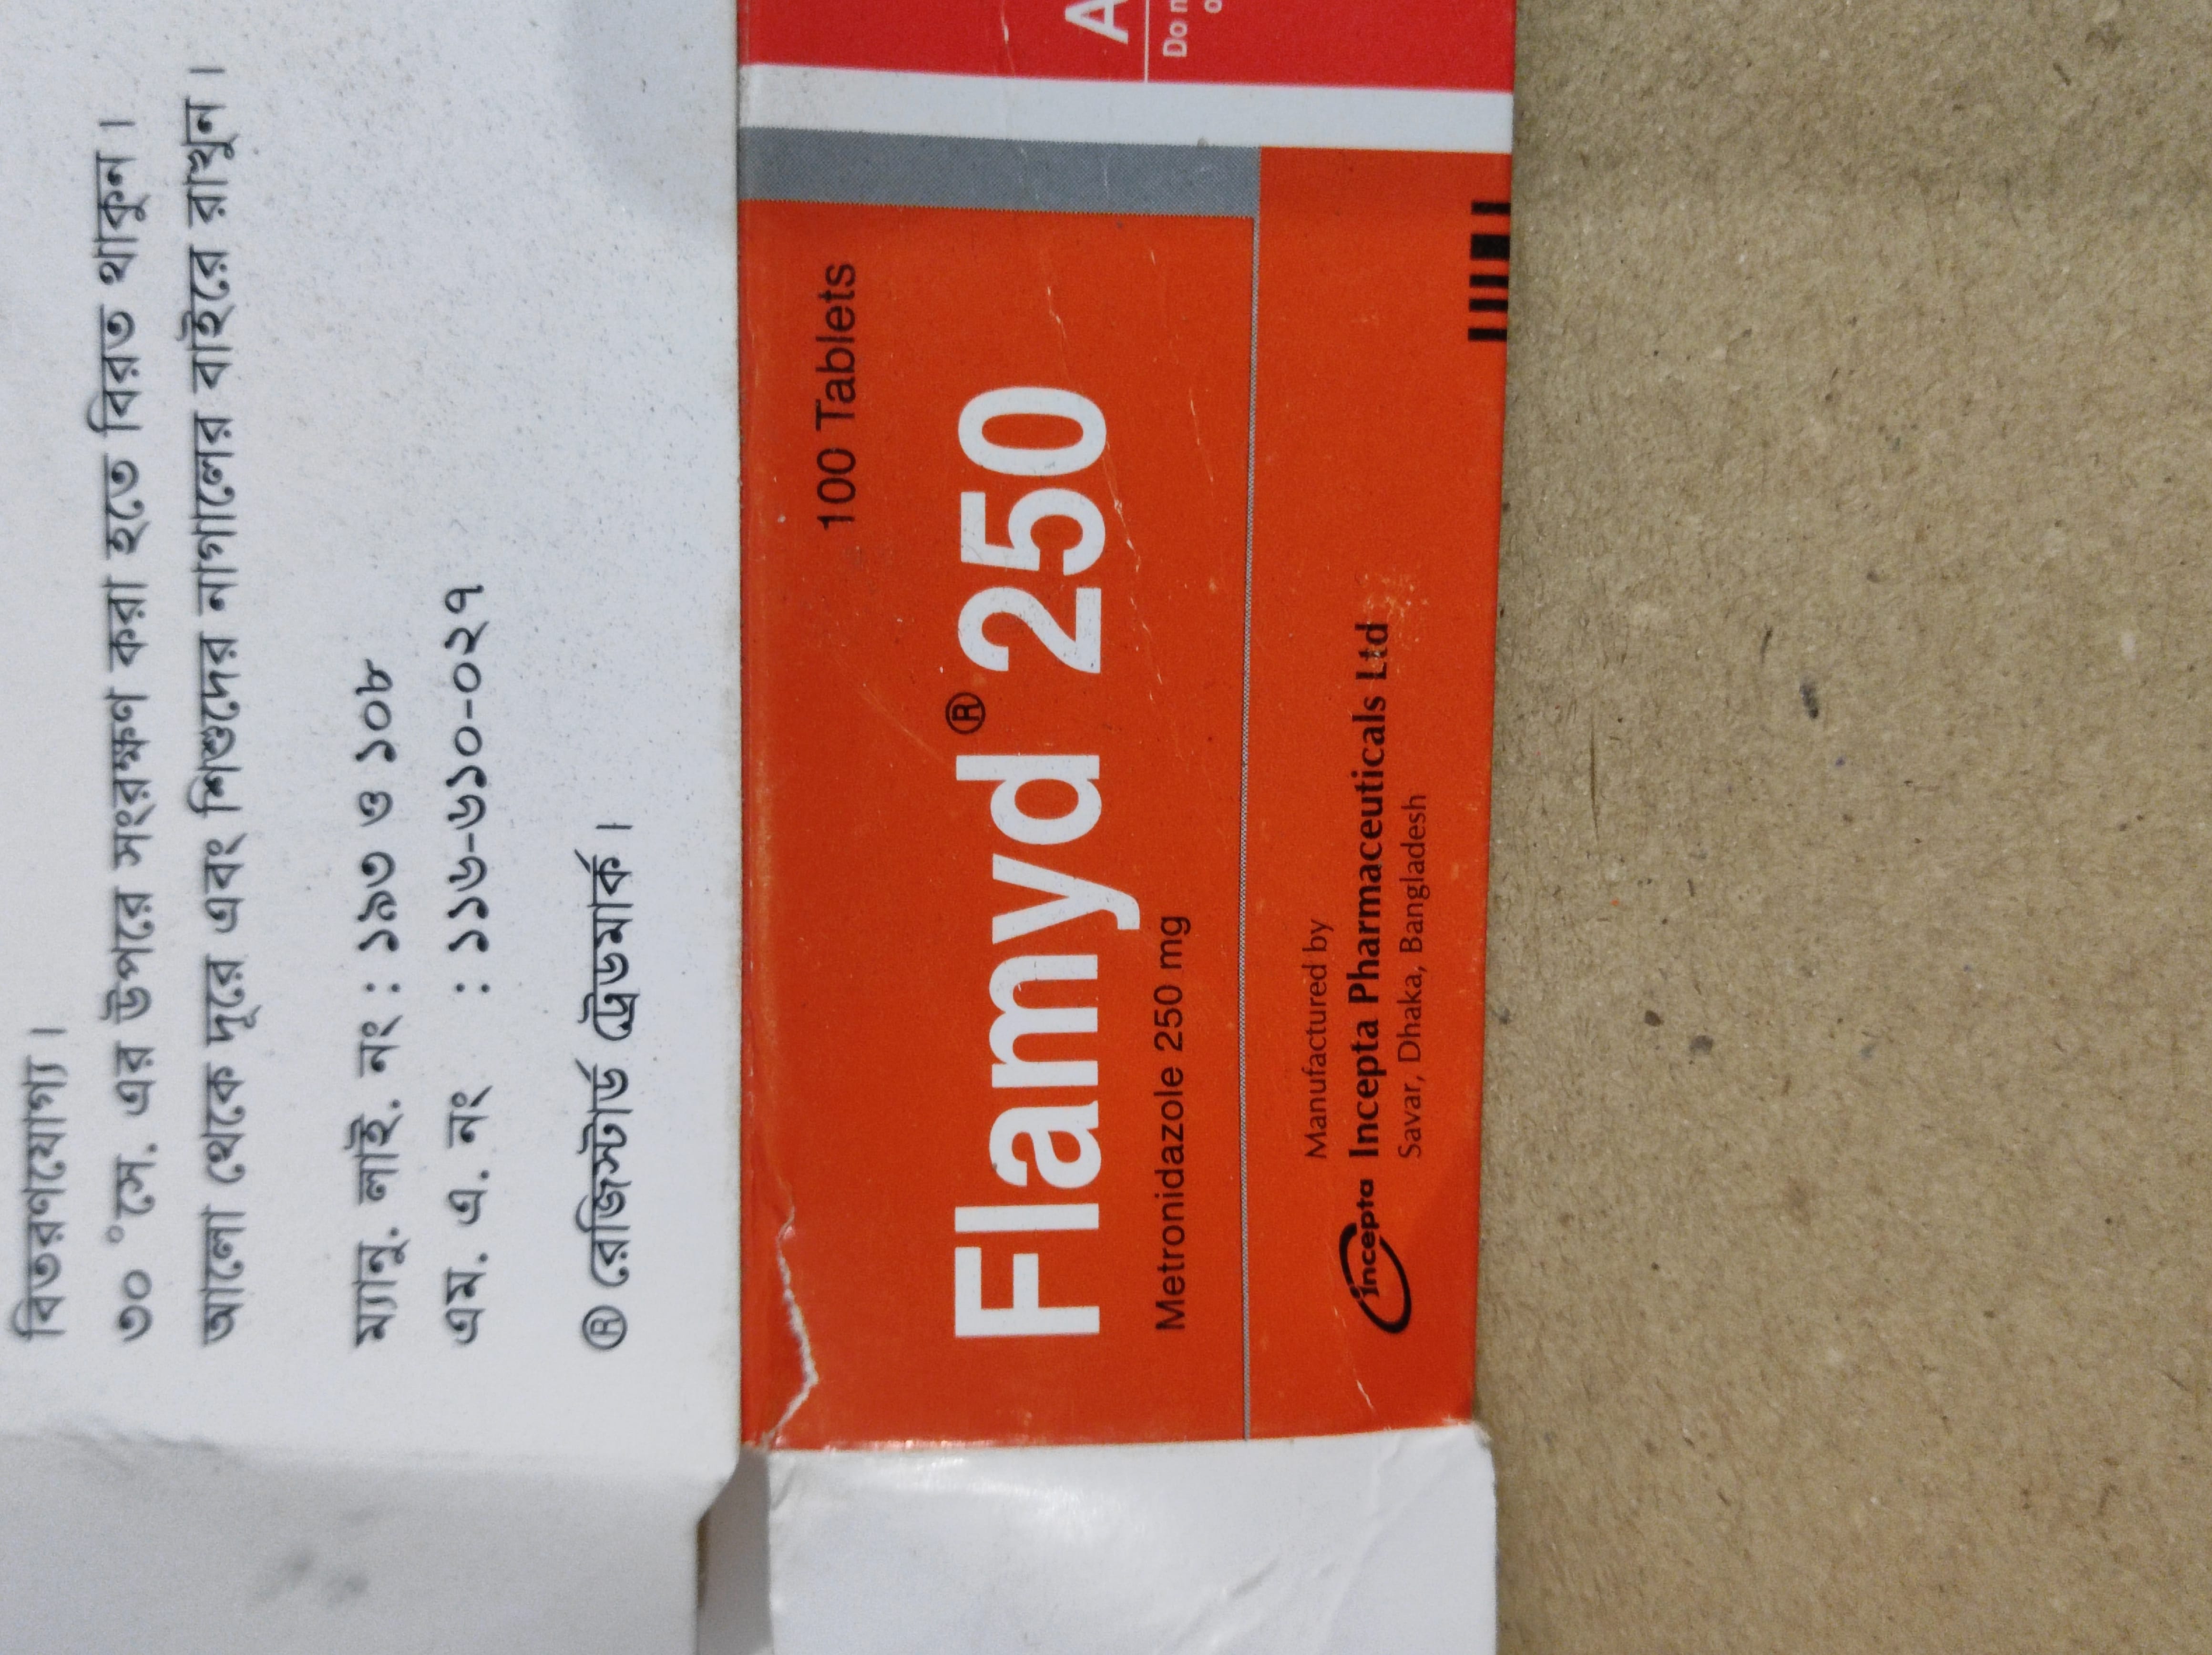 বিতরণযোগ্য।
৩০ °সে. এর উপরে সংরক্ষণ করা হতে বিরত থাকুন।
আলো থেকে দূরে এবং শিশুদের নাগালের বাইরে রাখুন।
ম্যানু. লাই. নং : ১৯৩ ও ১০৮
এম. এ. নং : ১১৬-৬১০-০২৭
® রেজিস্টার্ড ট্রেডমার্ক।
100 Tablets
Flamyd® 250
Metronidazole 250 mg
Manufactured by
incepta Incepta Pharmaceuticals Ltd
Savar, Dhaka, Bangladesh
A
Do